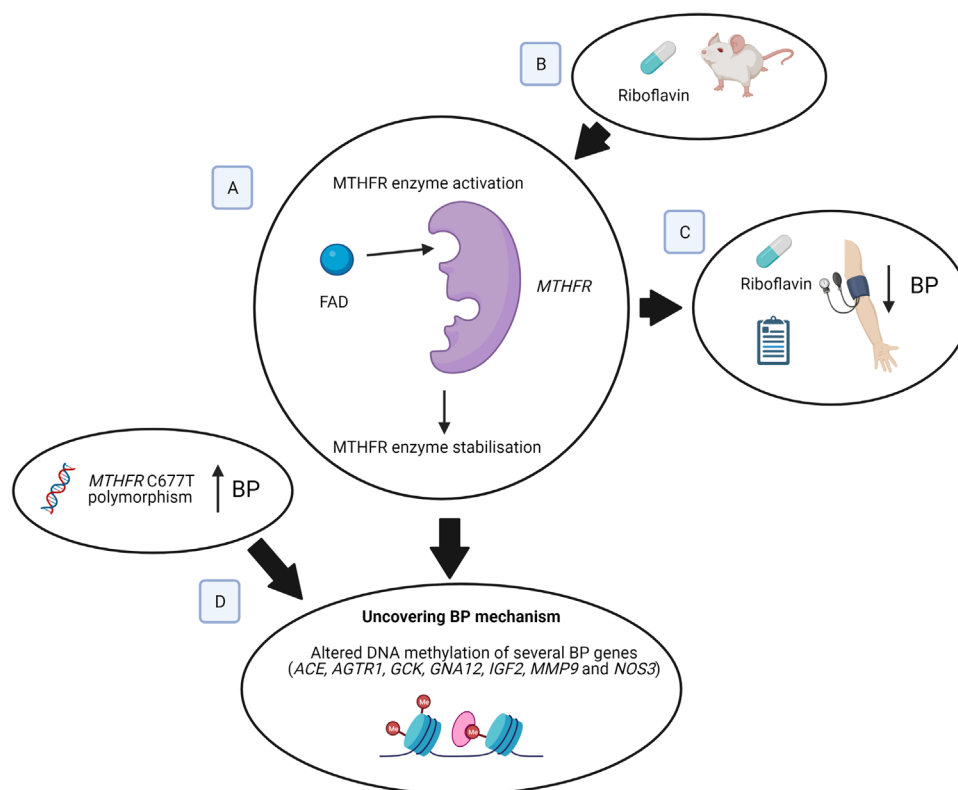 B
Riboflavin
A
MTHFR enzyme activation
FAD
MTHFR
MTHFR enzyme stabilisation
C
Riboflavin
BP
MTHFR C677T
polymorphism
BP
D
Uncovering BP mechanism
Altered DNA methylation of several BP genes
(ACE, AGTR1, GCK, GNA12, IGF2, MMP9 and NOS3)
Me
Me
Me